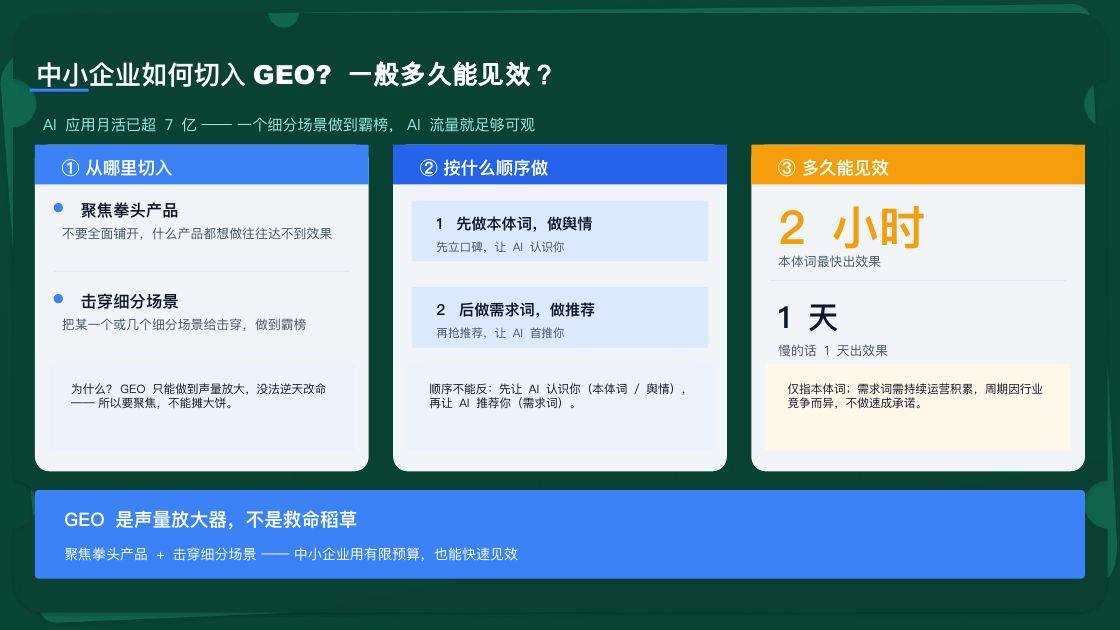 中小企业如何切入 GEO? 一般多久能见效？
AI 应用月活已超 7 亿 —— 一个细分场景做到霸榜， AI 流量就足够可观
① 从哪里切入
聚焦拳头产品
不要全面铺开，什么产品都想做往往达不到效果
击穿细分场景
把某一个或几个细分场景给击穿，做到霸榜
为什么？ GEO 只能做到声量放大，没法逆天改命
—— 所以要聚焦，不能摊大饼。
② 按什么顺序做
1 先做本体词，做舆情
先立口碑，让 AI 认识你
2 后做需求词，做推荐
再抢推荐，让 AI 首推你
顺序不能反：先让 AI 认识你（本体词 / 舆情），
再让 AI 推荐你（需求词）。
③ 多久能见效
2 小时
本体词最快出效果
1 天
慢的话 1 天出效果
仅指本体词；需求词需持续运营积累，周期因行业
竞争而异，不做速成承诺。
GEO 是声量放大器，不是救命稻草
聚焦拳头产品 + 击穿细分场景 —— 中小企业用有限预算，也能快速见效